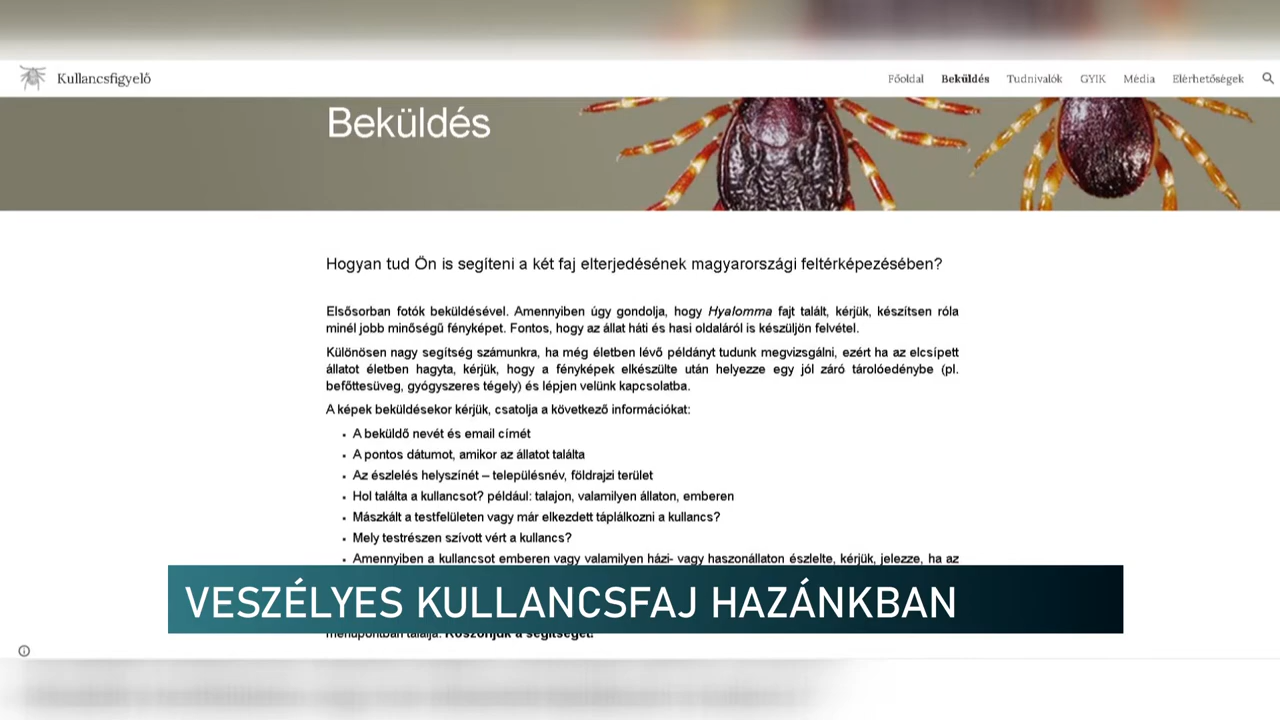 Kullancsfigyelő
Főoldal Beküldés Tudnivalók GYIK Média Elérhetőségek
Beküldés
Hogyan tud Ön is segíteni a két faj elterjedésének magyarországi feltérképezésében?
Elsősorban fotók beküldésével. Amennyiben úgy gondolja, hogy Hyalomma fajt talált, kérjük, készítsen róla
minél jobb minőségű fényképet. Fontos, hogy az állat háti és hasi oldaláról is készüljön felvétel.
Különösen nagy segítség számunkra, ha még életben lévő példányt tudunk megvizsgálni, ezért ha az elcsípett
állatot életben hagyta, kérjük, hogy a fényképek elkészülte után helyezze egy jól záró tárolóedénybe (pl.
befőttesüveg, gyógyszeres tégely) és lépjen velünk kapcsolatba.
A képek beküldésekor kérjük, csatolja a következő információkat:
• A beküldő nevét és email címét
• A pontos dátumot, amikor az állatot találta
• Az észlelés helyszínét – településnév, földrajzi terület
• Hol találta a kullancsot? például: talajon, valamilyen állaton, emberen
• Mászkált a testfelületen vagy már elkezdett táplálkozni a kullancs?
• Mely testrészen szívott vért a kullancs?
• Amennyiben a kullancsot emberen vagy valamilyen házi- vagy haszonállaton észlelte, kérjük, jelezze, ha az
VESZÉLYES KULLANCSFAJ HAZÁNKBAN
menüpontban találja. Köszönjük a segítségét!